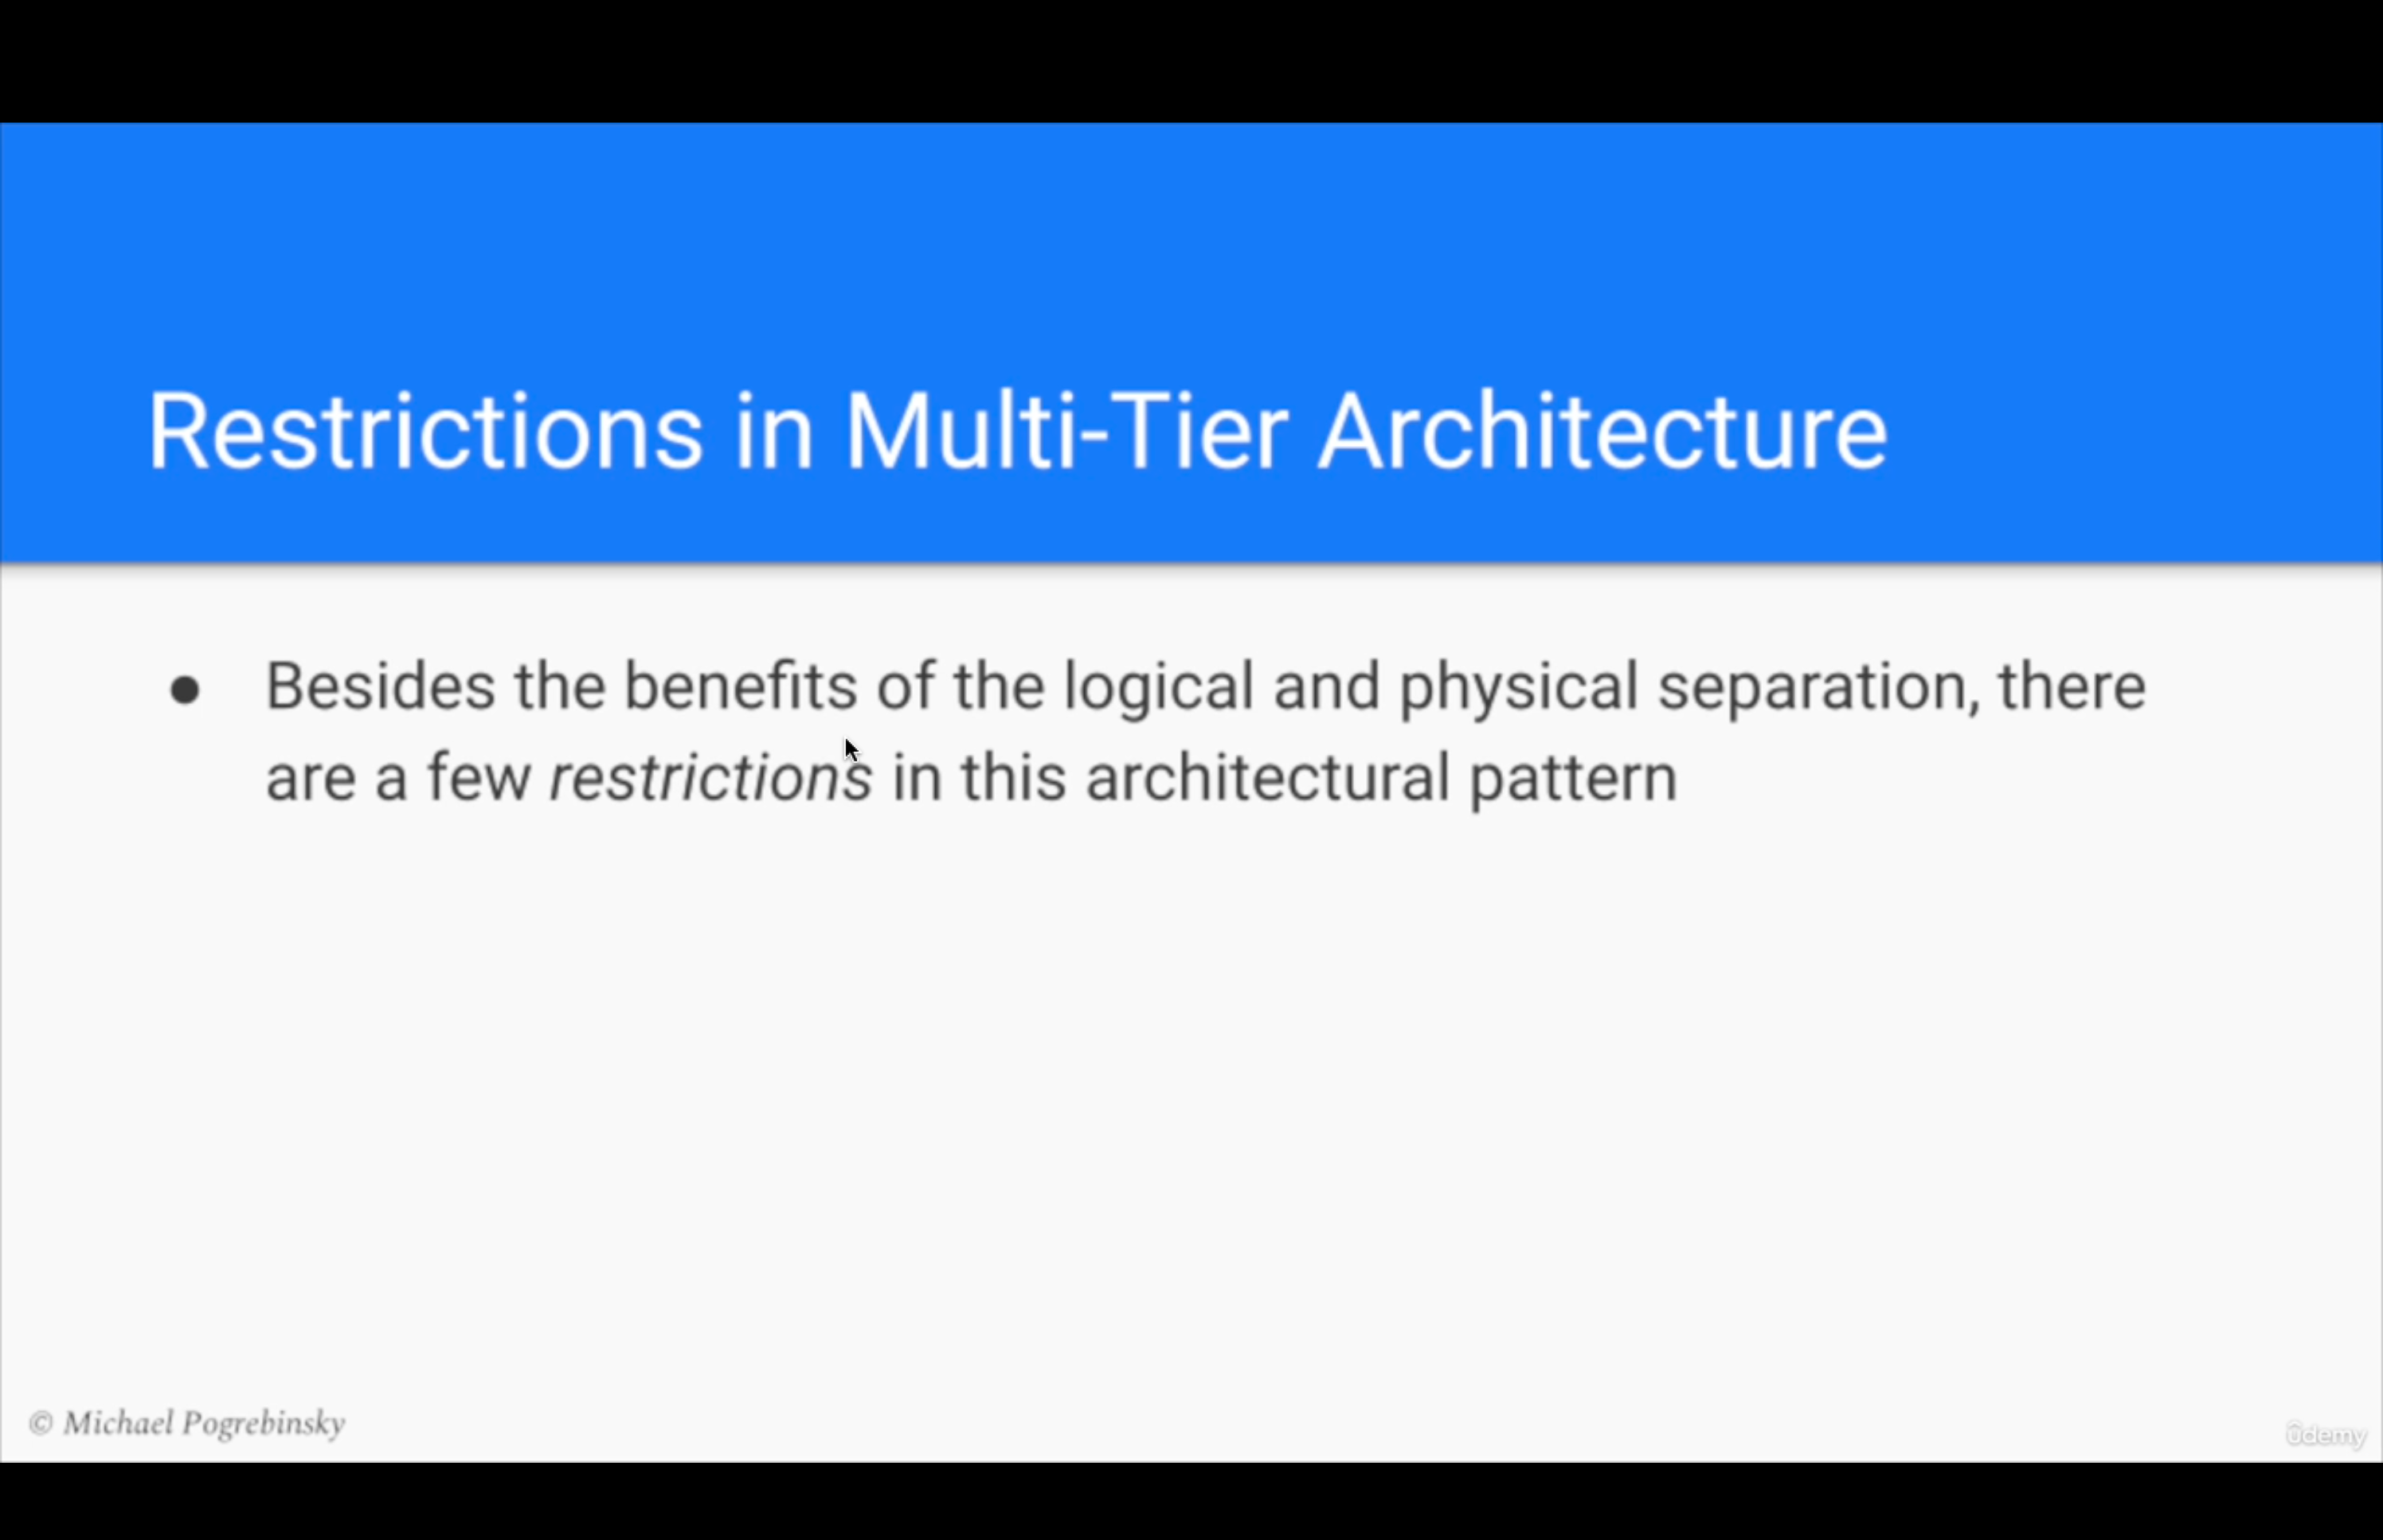 Restrictions in Multi-Tier Architecture
● Besides the benefits of the logical and physical separation, there
are a few restrictions in this architectural pattern
© Michael Pogrebinsky
ûdemy